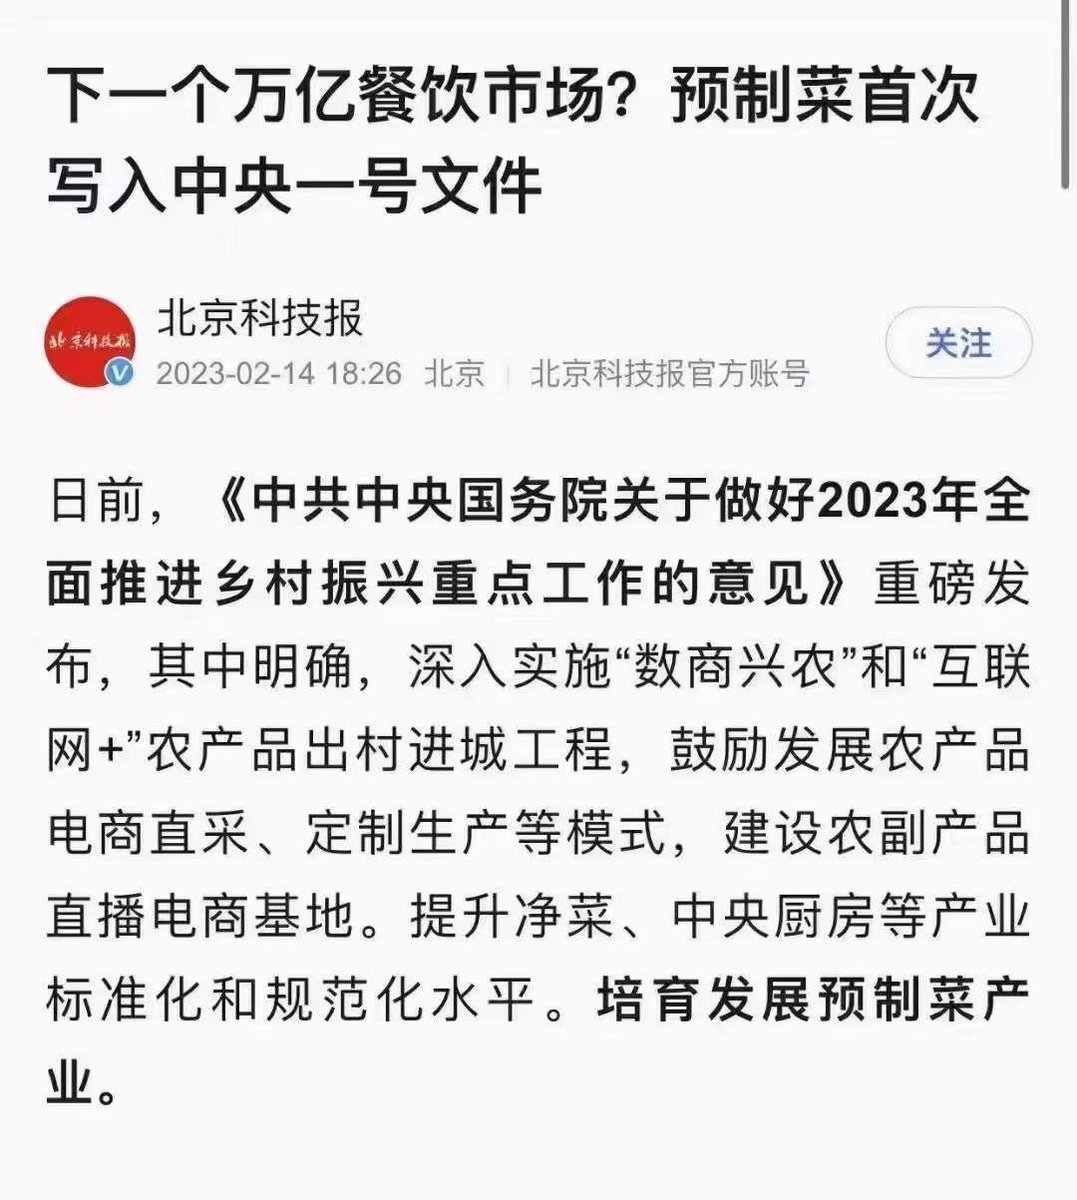 下一个万亿餐饮市场？预制菜首次
写入中央一号文件
北京科技报
北京科技报
2023-02-14 18:26 北京 | 北京科技报官方账号
关注
日前，《中共中央国务院关于做好2023年全
面推进乡村振兴重点工作的意见》重磅发
布，其中明确，深入实施“数商兴农”和“互联
网+”农产品出村进城工程，鼓励发展农产品
电商直采、定制生产等模式，建设农副产品
直播电商基地。提升净菜、中央厨房等产业
标准化和规范化水平。培育发展预制菜产
业。